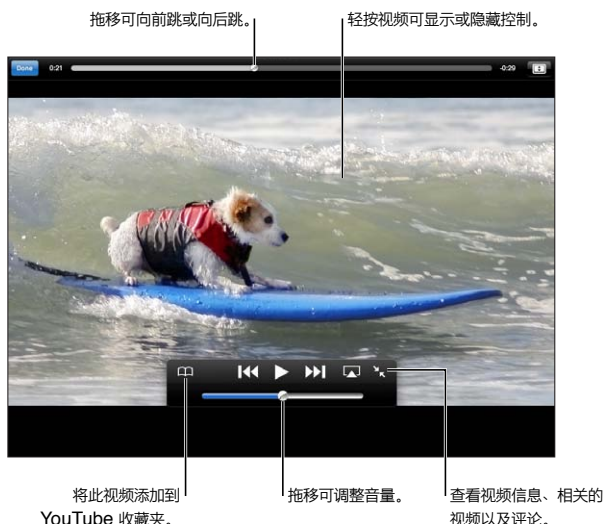 拖移可向前跳或向后跳。
轻按视频可显示或隐藏控制。
Done
0:21
-0:29
将此视频添加到
YouTube 收藏夹。
拖移可调整音量。
查看视频信息、相关的
视频以及评论。